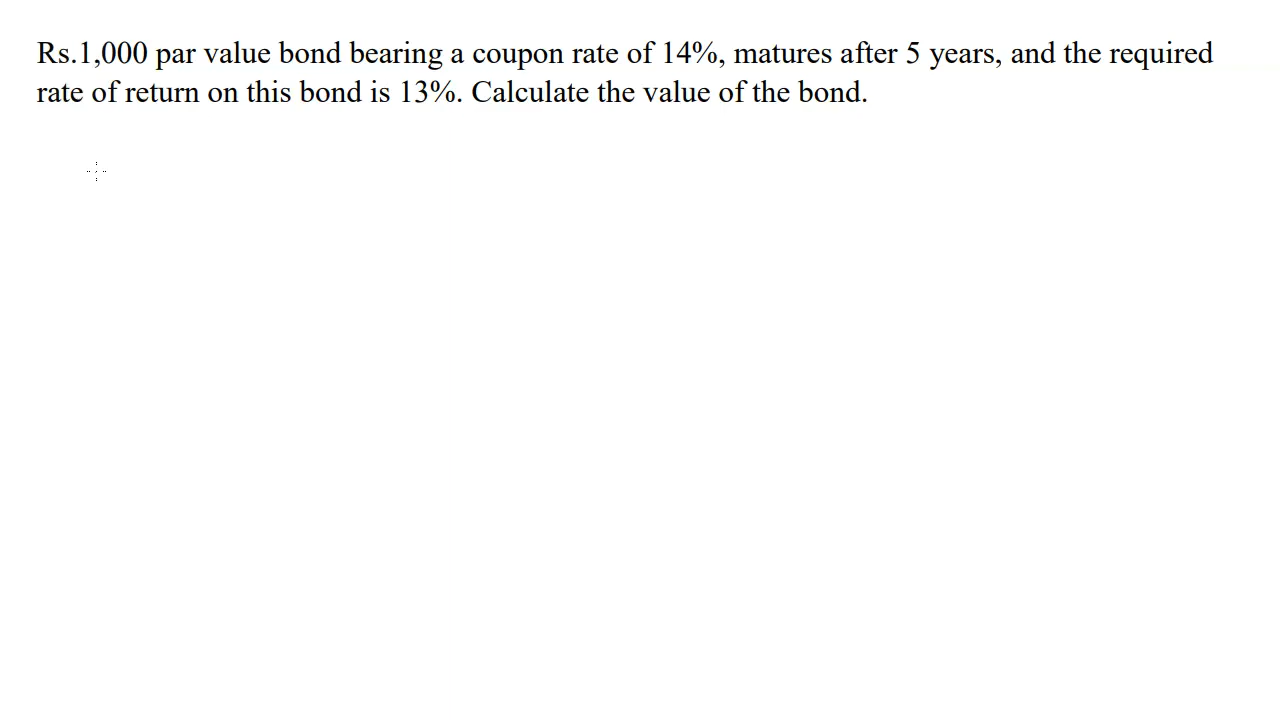 Rs.1,000 par value bond bearing a coupon rate of 14%, matures after 5 years, and the required
rate of return on this bond is 13%. Calculate the value of the bond.